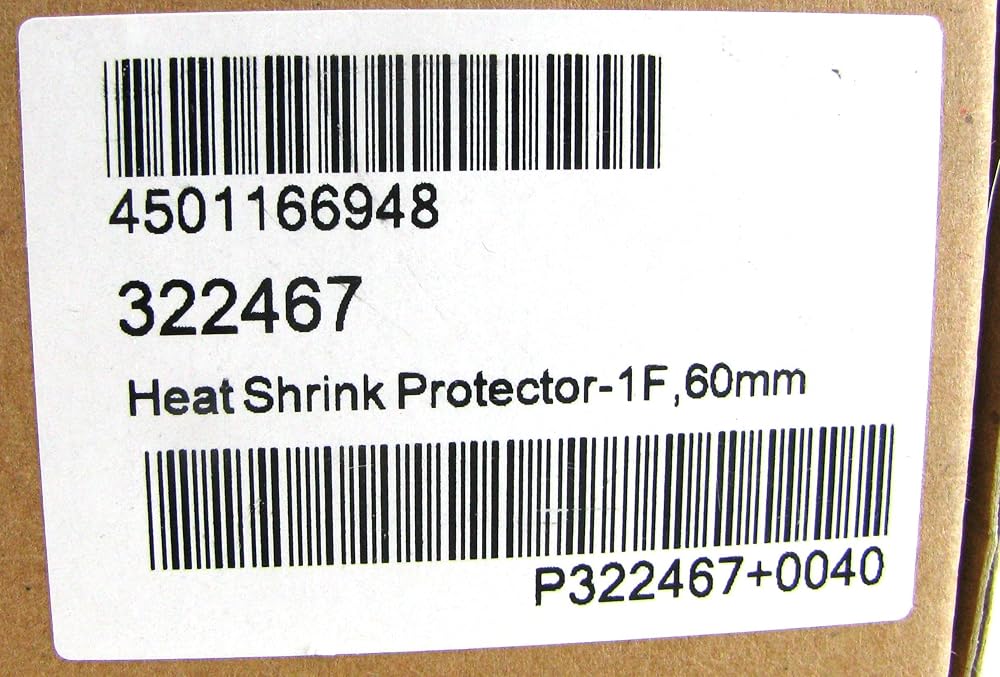 4501166948
322467
Heat Shrink Protector-1F,60mm
P322467+0040